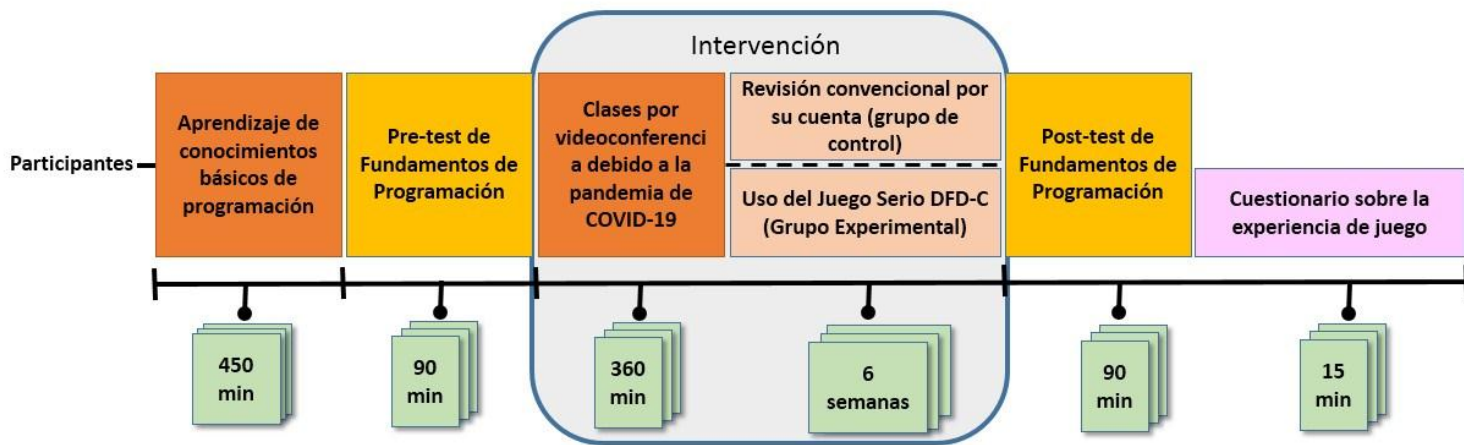 Intervención
Participantes
Aprendizaje de
conocimientos
básicos de
programación
Pre-test de
Fundamentos de
Programación
Clases por
videoconferenci
a debido a la
pandemia de
COVID-19
Revisión convencional por
su cuenta (grupo de
control)
Uso del Juego Serio DFD-C
(Grupo Experimental)
Post-test de
Fundamentos de
Programación
Cuestionario sobre la
experiencia de juego
450
min
90
min
360
min
6
semanas
90
min
15
min